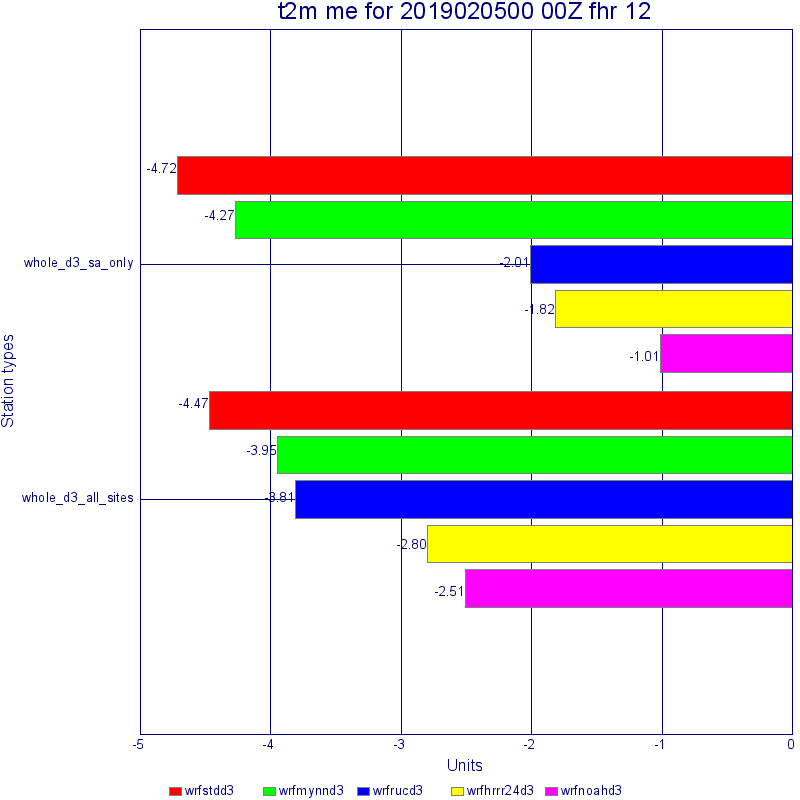 t2m me for 2019020500 00Z fhr 12
-4.72
-4.27
whole_d3_sa_only
-2.01
-1.82
-1.01
Station types
-4.47
-3.95
whole_d3_all_sites
-3.81
-2.80
-2.51
-5 -4 -3 -2 -1 0
Units
wrfstdd3 wrfmynnd3 wrfrucd3 wrfhrrr24d3 wrfnoahd3